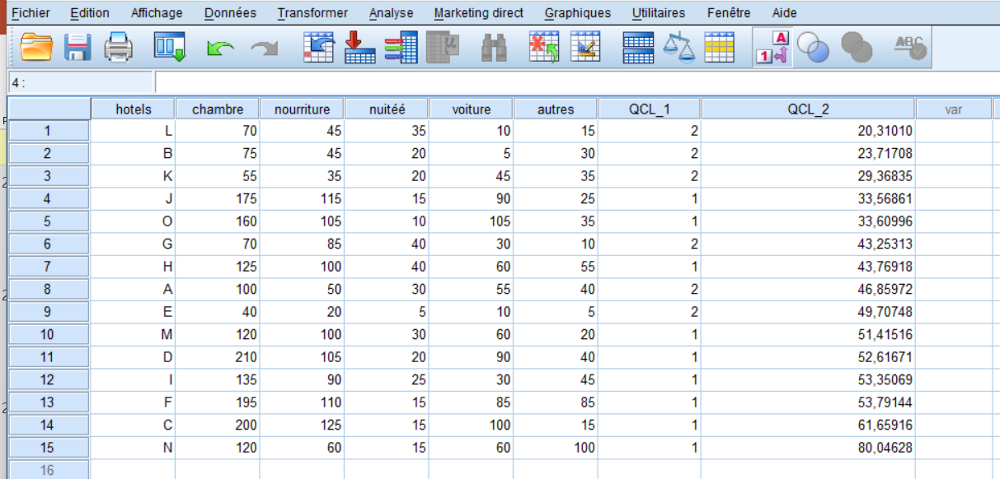 Fichier Edition Affichage Données Transformer Analyse Marketing direct Graphiques Utilitaires Fenêtre Aide
A 1 ABC
4 :
hotels chambre nourriture nuitéé voiture autres QCL_1 QCL_2 var
1 L 70 45 35 10 15 2 20,31010
2 B 75 45 20 5 30 2 23,71708
3 K 55 35 20 45 35 2 29,36835
4 J 175 115 15 90 25 1 33,56861
5 O 160 105 10 105 35 1 33,60996
6 G 70 85 40 30 10 2 43,25313
7 H 125 100 40 60 55 1 43,76918
8 A 100 50 30 55 40 2 46,85972
9 E 40 20 5 10 5 2 49,70748
10 M 120 100 30 60 20 1 51,41516
11 D 210 105 20 90 40 1 52,61671
12 I 135 90 25 30 45 1 53,35069
13 F 195 110 15 85 85 1 53,79144
14 C 200 125 15 100 15 1 61,65916
15 N 120 60 15 60 100 1 80,04628
16